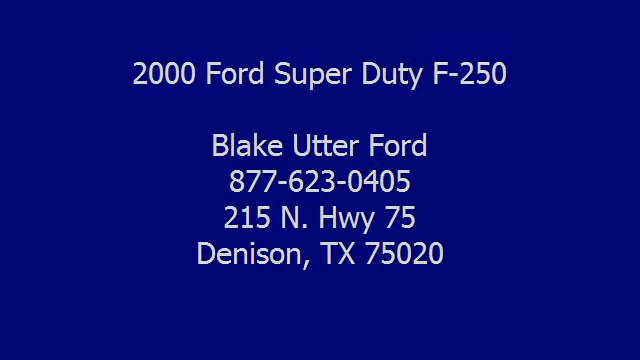 2000 Ford Super Duty F-250
Blake Utter Ford
877-623-0405
215 N. Hwy 75
Denison, TX 75020